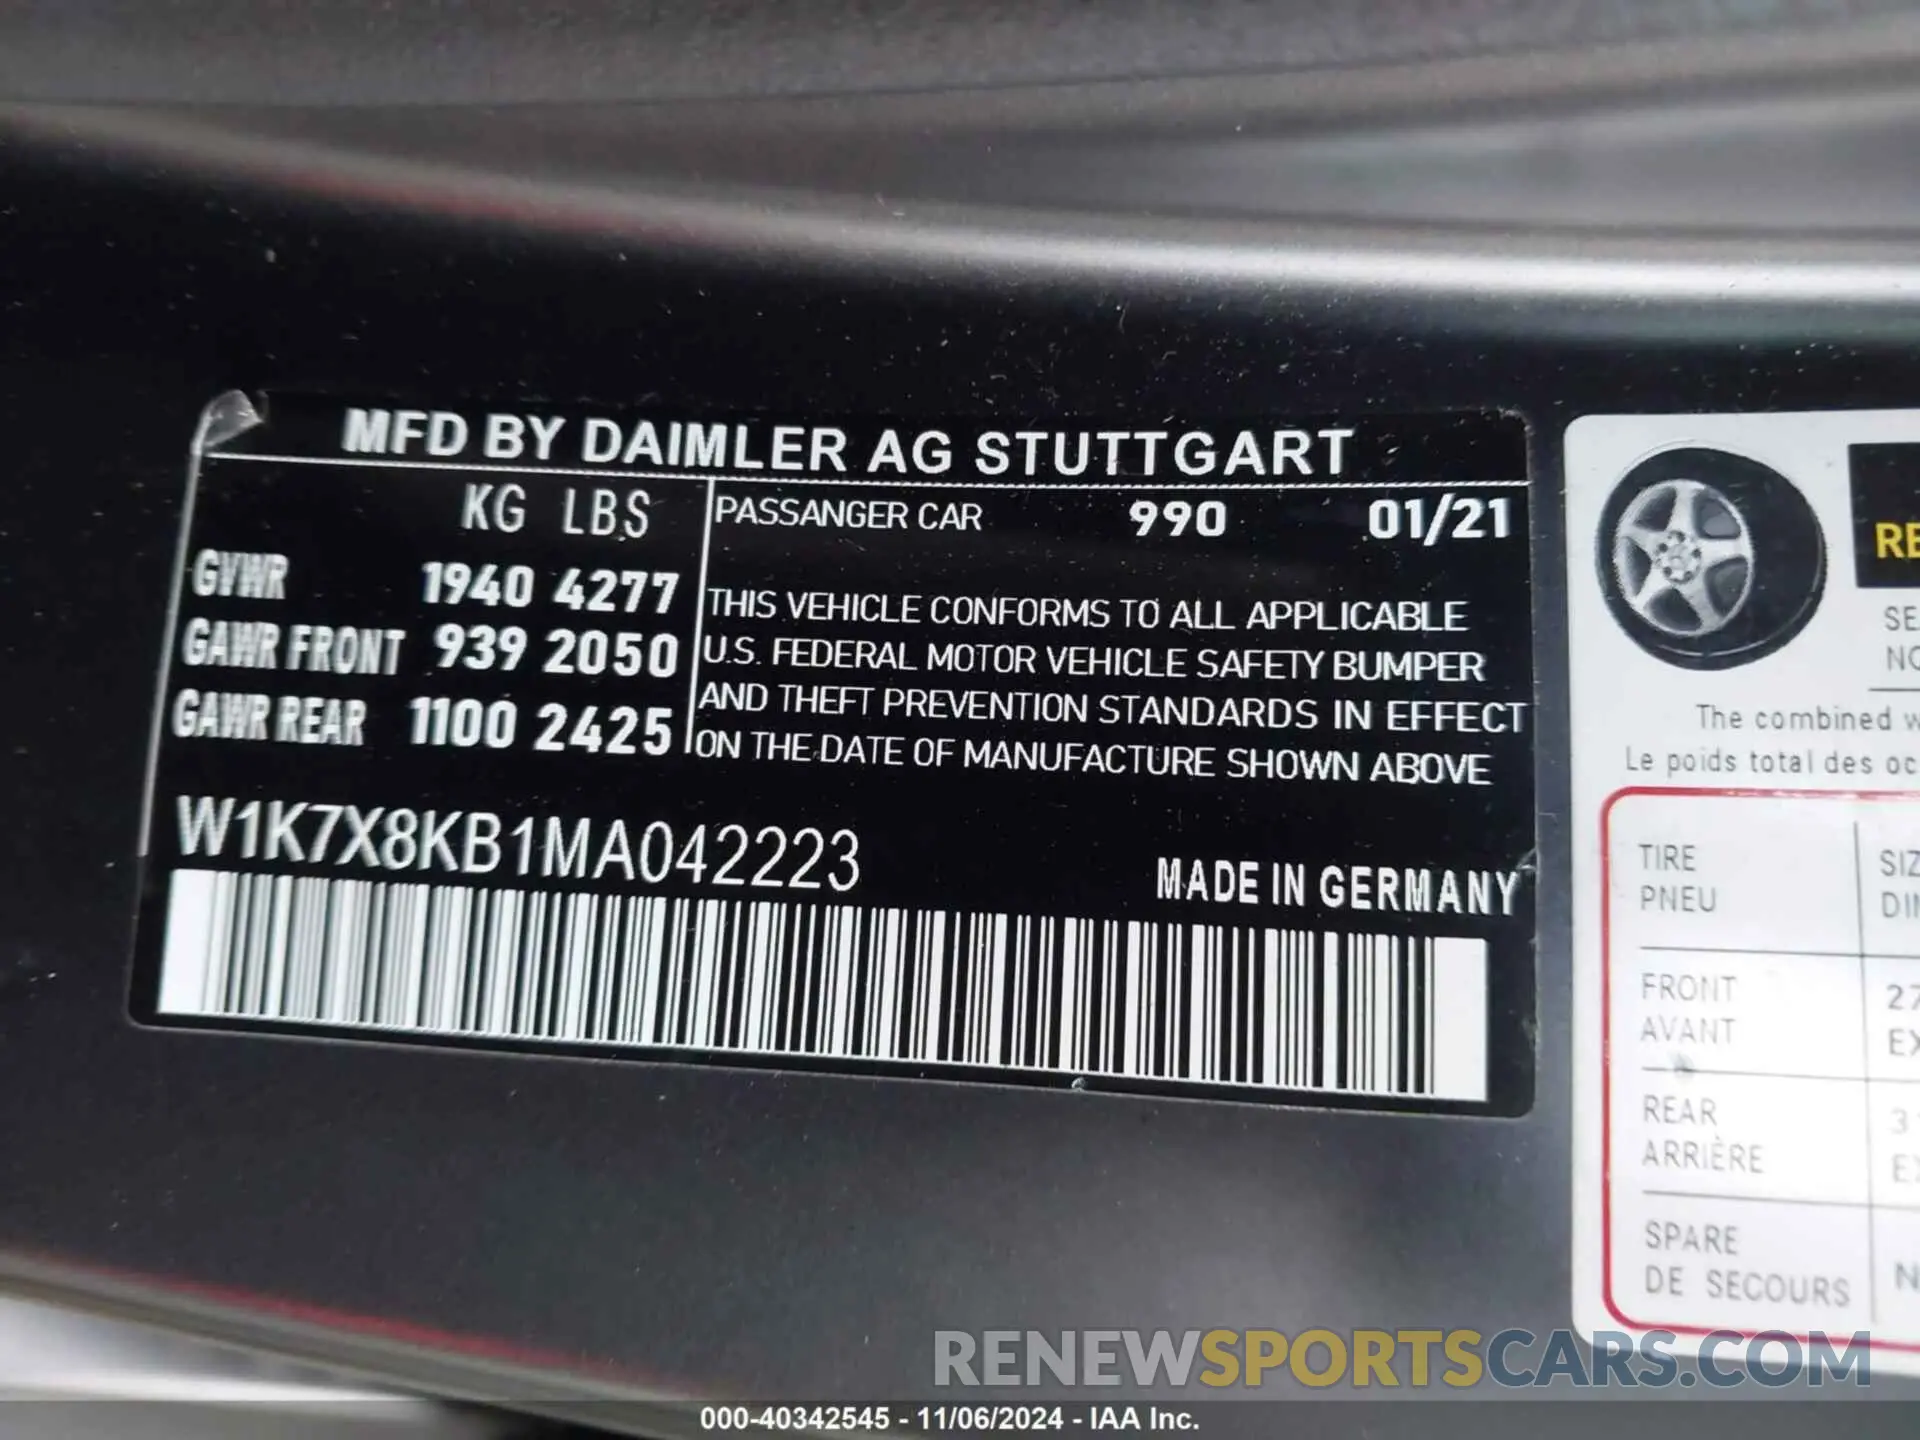 MFD BY DAIMLER AG STUTTGART
KG LBS
GVWR 1940 4277
GAWR FRONT 939 2050
GAWR REAR 1100 2425
PASSANGER CAR 990 01/21
THIS VEHICLE CONFORMS TO ALL APPLICABLE
U.S. FEDERAL MOTOR VEHICLE SAFETY BUMPER
AND THEFT PREVENTION STANDARDS IN EFFECT
ON THE DATE OF MANUFACTURE SHOWN ABOVE
W1K7X8KB1MA042223
MADE IN GERMANY
The combined
Le poids total des
TIRE
PNEU
FRONT
AVANT
REAR
ARRIÈRE
SPARE
DE SECOURS
RENEWSPORTSCARS.COM
000-40342545 - 11/06/2024 - IAA Inc.